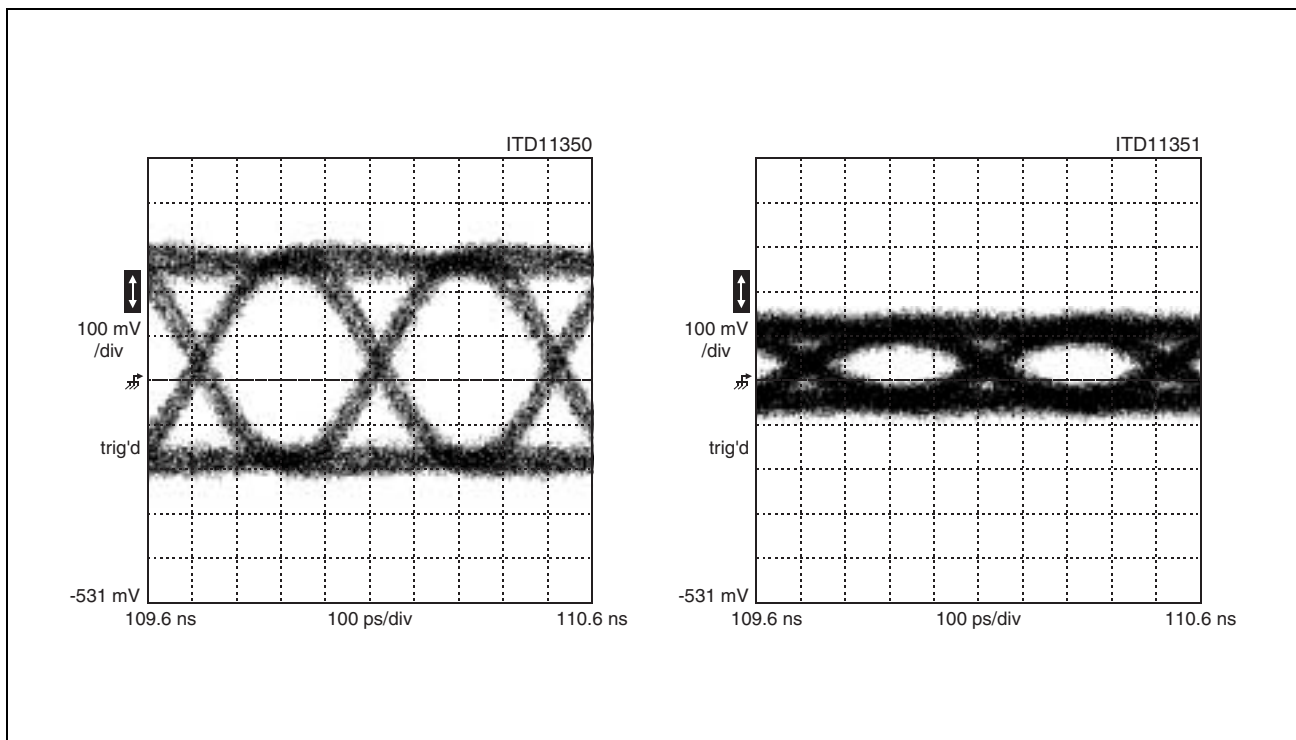 ITD11350
100 mV
/div
trig'd
-531 mV
109.6 ns
100 ps/div
110.6 ns
ITD11351
100 mV
/div
trig'd
-531 mV
109.6 ns
100 ps/div
110.6 ns